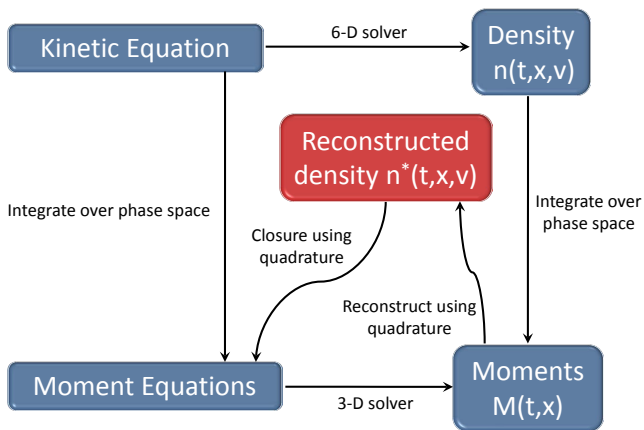 Kinetic Equation
6-D solver
Density
n(t,x,v)
Reconstructed
density n*(t,x,v)
Integrate over phase space
Integrate over
phase space
Closure using
quadrature
Reconstruct using
quadrature
Moment Equations
3-D solver
Moments
M(t,x)